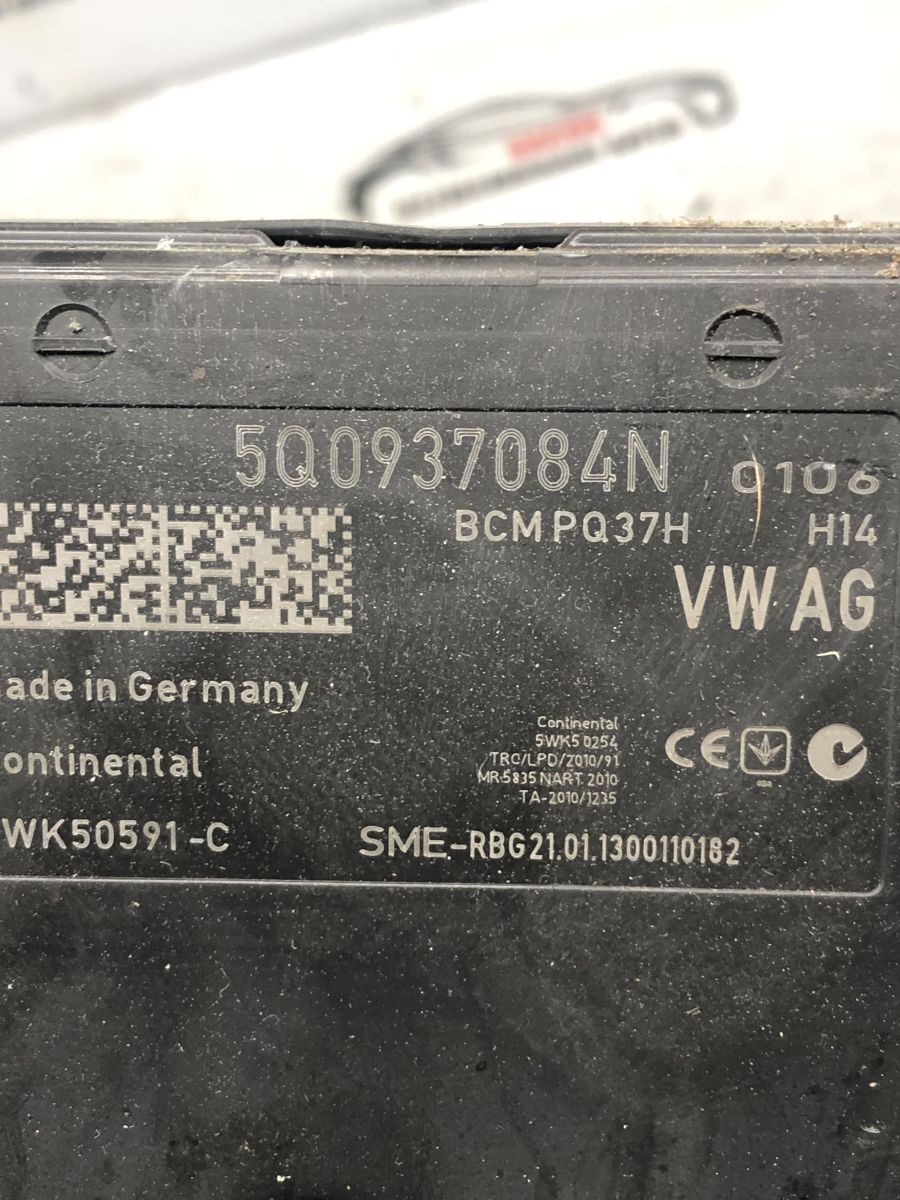 5Q0937084N 0106
BCM PQ37H H14
VW AG
ade in Germany
Continental
5WK5 0254
TRC/LPD/2010/91
MR 5835 NART 2010
TA-2010/1235
CE
ontinental
WK50591-C
SME-RBG21.01.1300110182